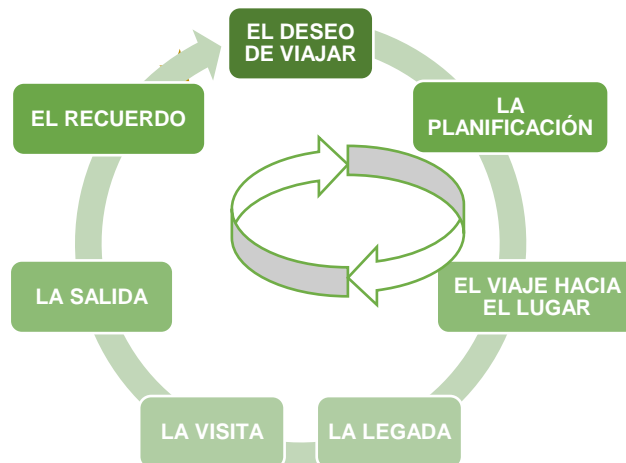 EL DESEO
DE VIAJAR
LA
PLANIFICACIÓN
EL VIAJE HACIA
EL LUGAR
LA LEGADA
LA VISITA
LA SALIDA
EL RECUERDO